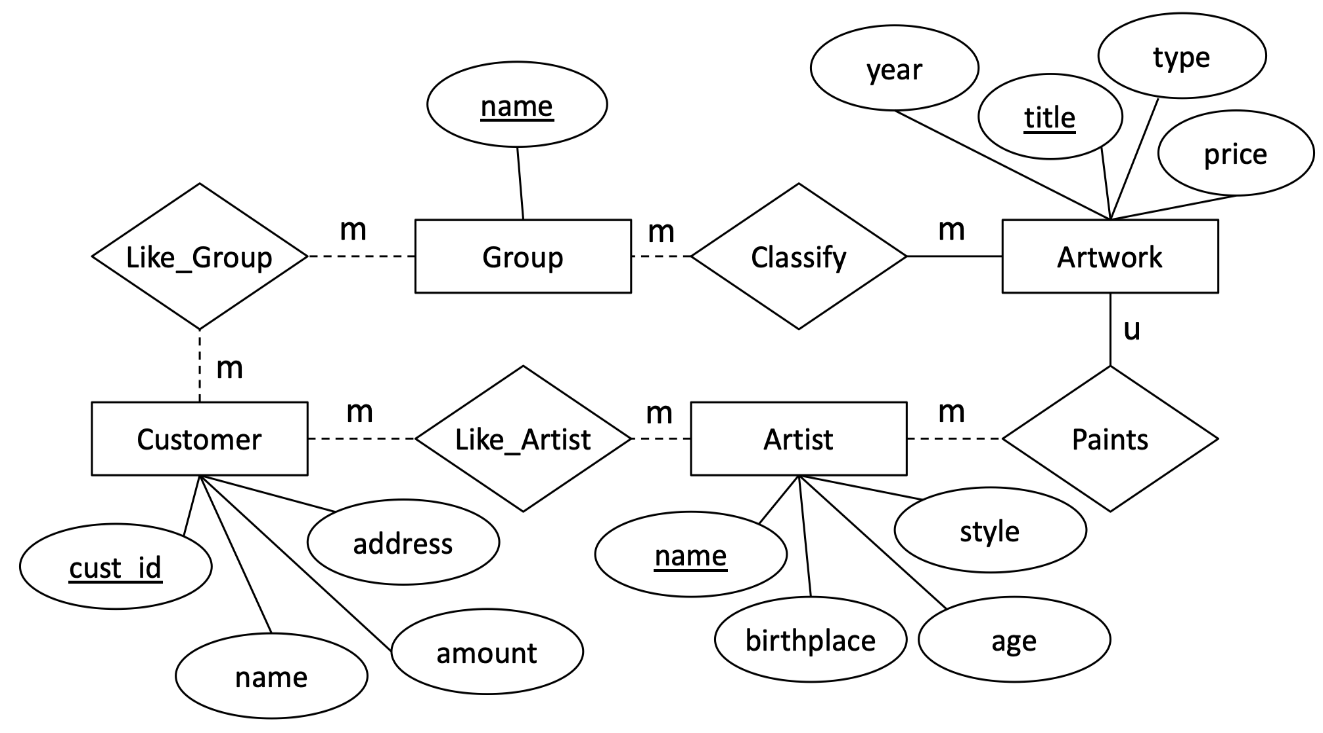 type
year
title
name
price
m
m
m
Like_Group
Group
Classify
Artwork
u
m
m
m
m
Customer
Like_Artist
Artist
Paints
style
address
name
cust_id
birthplace
age
amount
name